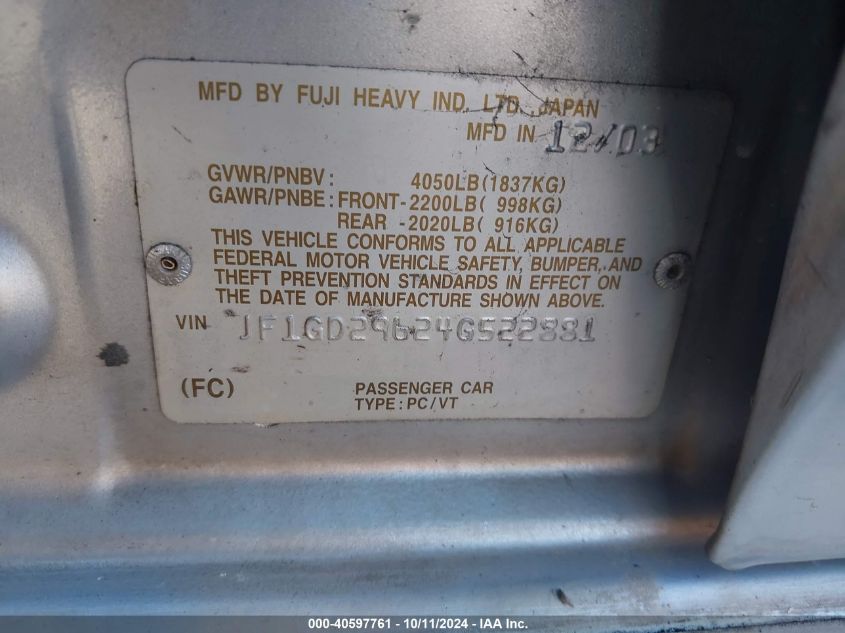 MFD BY FUJI HEAVY IND. LTD. JAPAN
MFD IN 12/03
GVWR/PNBV: 4050LB(1837KG)
GAWR/PNBE: FRONT-2200LB( 998KG)
REAR -2020LB( 916KG)
THIS VEHICLE CONFORMS TO ALL APPLICABLE
FEDERAL MOTOR VEHICLE SAFETY, BUMPER, AND
THEFT PREVENTION STANDARDS IN EFFECT ON
THE DATE OF MANUFACTURE SHOWN ABOVE.
VIN JF1GD29624G522881
(FC) PASSENGER CAR
TYPE: PC/VT
000-40597761 - 10/11/2024 - IAA Inc.